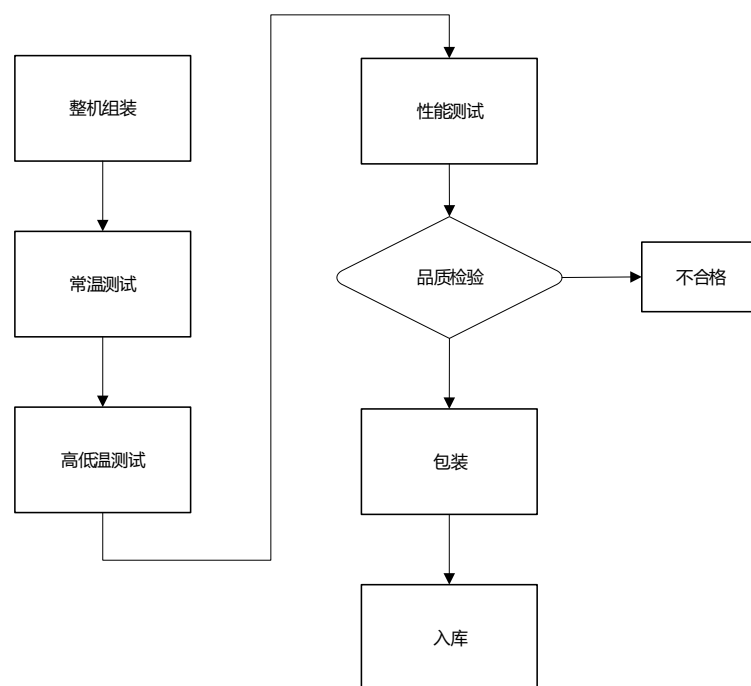 整机组装
常温测试
高低温测试
性能测试
品质检验
不合格
包装
入库